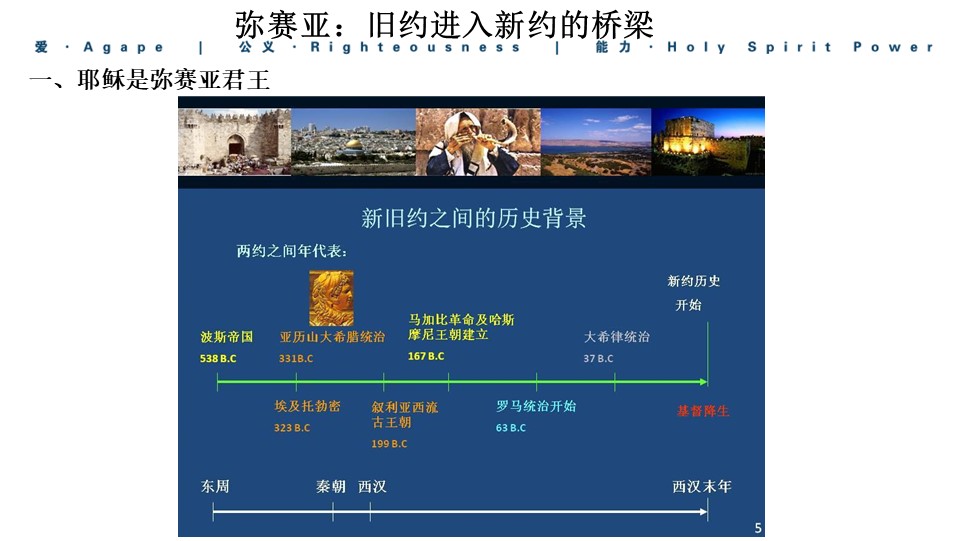 弥赛亚：旧约进入新约的桥梁
爱 · Agape | 公义 · Righteousness | 能力 · Holy Spirit Power
一、耶稣是弥赛亚君王
新旧约之间的历史背景
两约之间年代表：
新约历史
开始
波斯帝国
538 B.C
亚历山大希腊统治
331B.C
马加比革命及哈斯
摩尼王朝建立
167 B.C
大希律统治
37 B.C
埃及托勃密
323 B.C
叙利亚西流
古王朝
199 B.C
罗马统治开始
63 B.C
基督降生
东周
秦朝
西汉
西汉末年
5